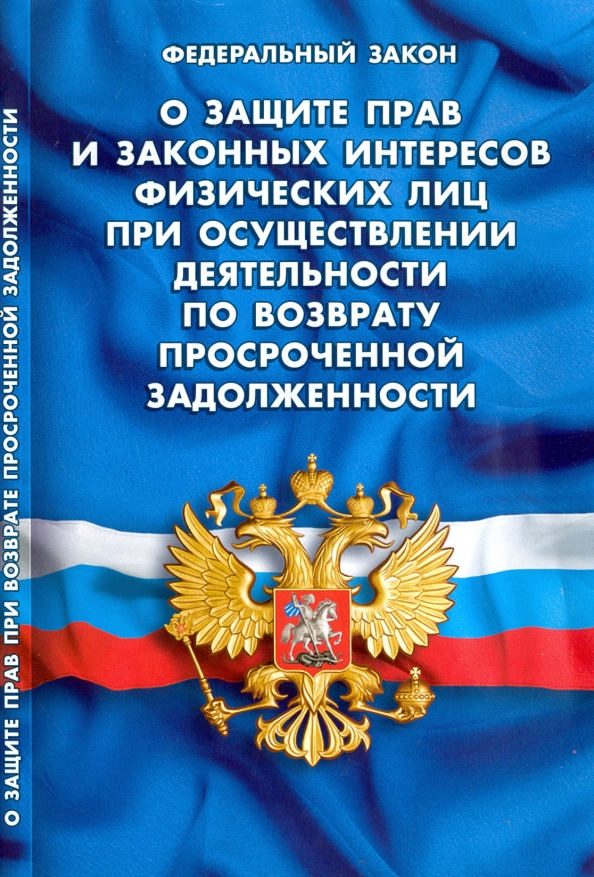 ФЕДЕРАЛЬНЫЙ ЗАКОН
О ЗАЩИТЕ ПРАВ
И ЗАКОННЫХ ИНТЕРЕСОВ
ФИЗИЧЕСКИХ ЛИЦ
ПРИ ОСУЩЕСТВЛЕНИИ
ДЕЯТЕЛЬНОСТИ
ПО ВОЗВРАТУ
ПРОСРОЧЕННОЙ
ЗАДОЛЖЕННОСТИ
О ЗАЩИТЕ ПРАВ ПРИ ВОЗВРАТЕ ПРОСРОЧЕННОЙ ЗАДОЛЖЕННОСТИ